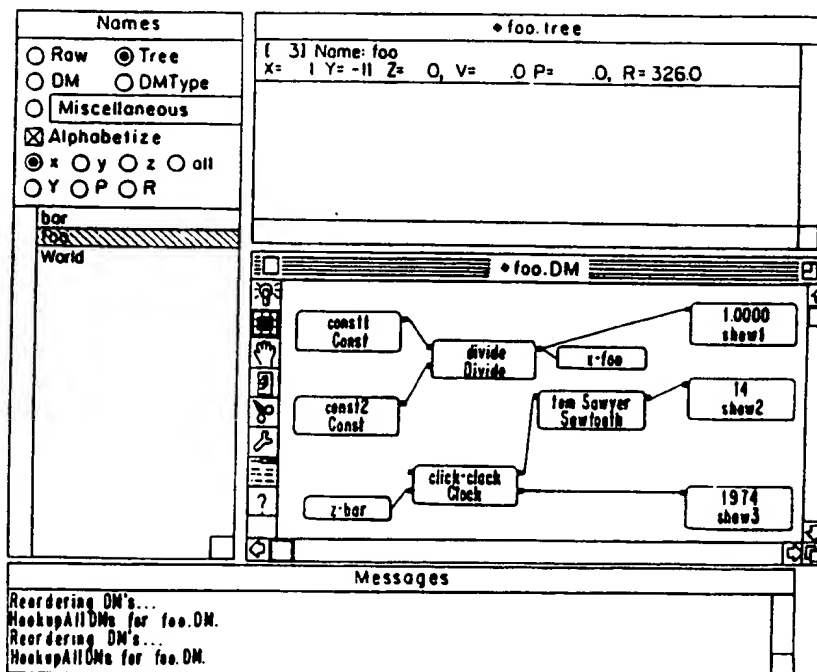 Names
Raw Tree
DM DMType
Miscellaneous
Alphabetize
x y z all
Y P R
bar
Foo
World
foo.tree
[ 3] Name: foo
X= 1 Y= -11 Z= 0, V= .0 P= .0, R= 326.0
foo.DM
const1
Const
const2
Const
divide
Divide
x-foo
1.0000
show1
tom Sawyer
Sawtooth
14
show2
click-clack
Clock
z-bar
1974
show3
?
Messages
Reordering DM's...
HookupAllDMs for foo.DM.
Reordering DM's...
HookupAllDMs for foo.DM.